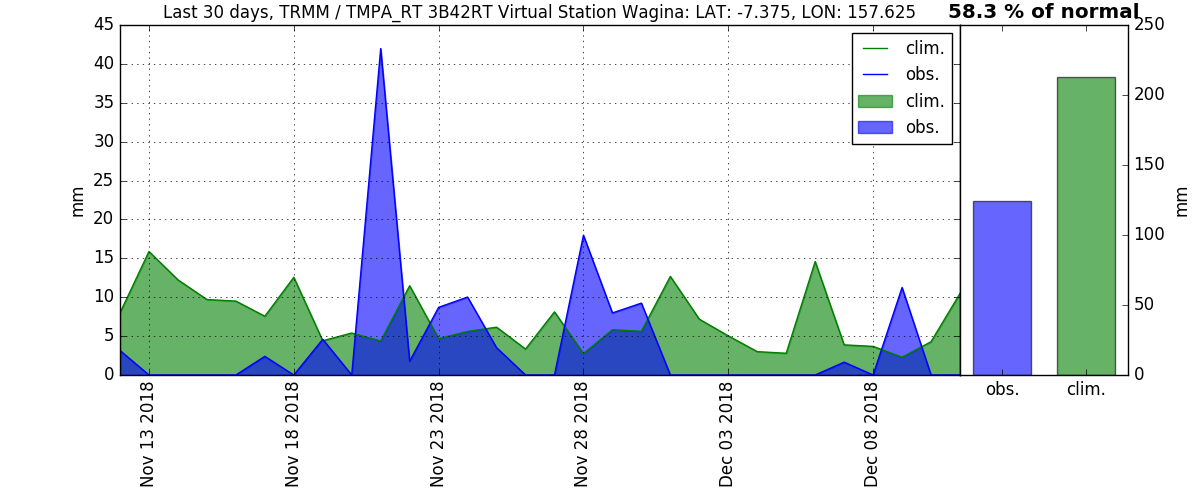 Last 30 days, TRMM / TMPA_RT 3B42RT Virtual Station Wagina: LAT: -7.375, LON: 157.625
58.3 % of normal
45
40
35
30
25
20
15
10
5
0
mm
clim.
obs.
clim.
obs.
Nov 13 2018
Nov 18 2018
Nov 23 2018
Nov 28 2018
Dec 03 2018
Dec 08 2018
250
200
150
100
50
0
mm
obs.
clim.